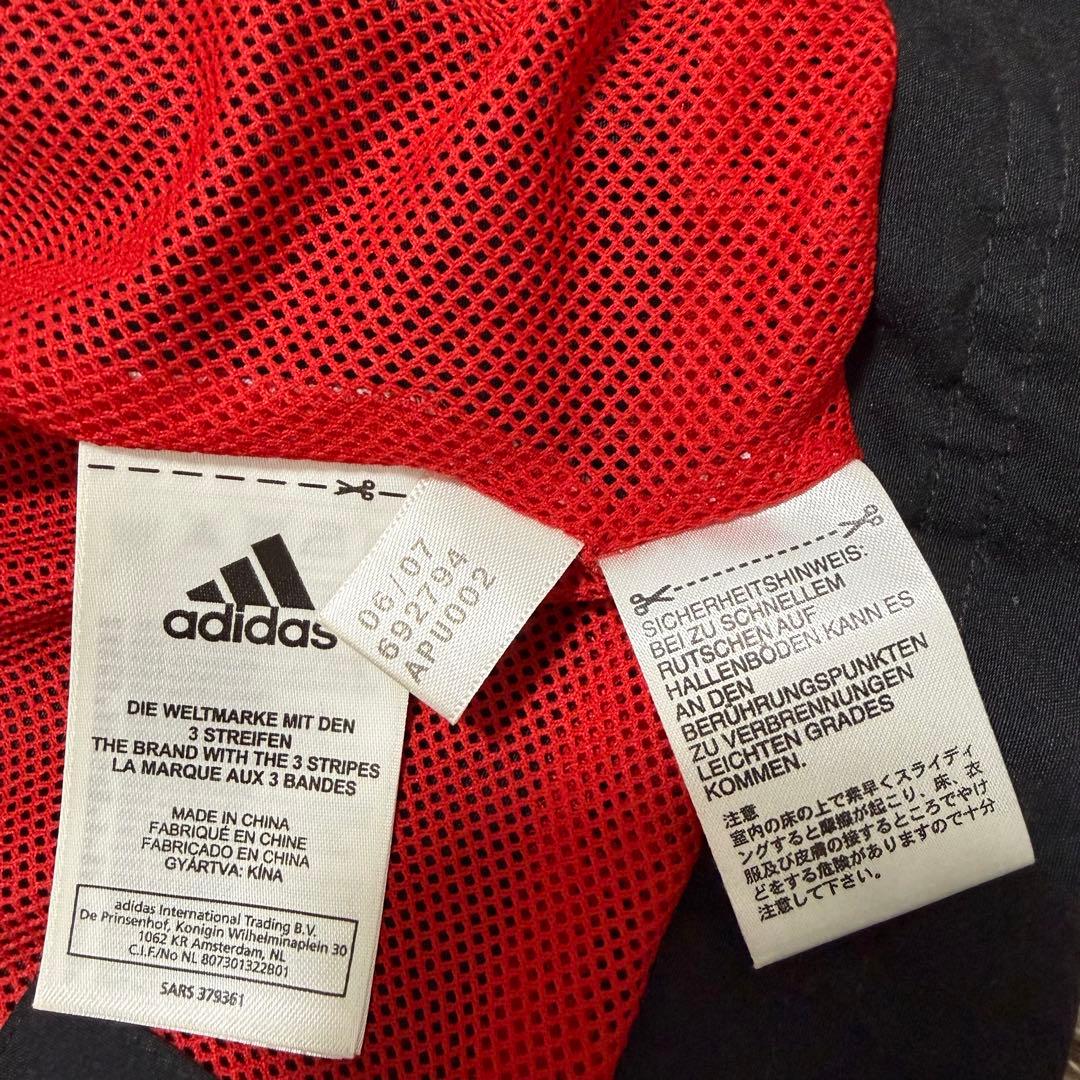 adidas
DIE WELTMARKE MIT DEN
3 STREIFEN
THE BRAND WITH THE 3 STRIPES
LA MARQUE AUX 3 BANDES
MADE IN CHINA
FABRIQUÉ EN CHINE
FABRICADO EN CHINA
GYÁRTVA: KÍNA
adidas International Trading B.V.
De Prinsenhof, Konigin Wilhelminaplein 30
1062 KR Amsterdam, NL
C.I.F./No NL 807301322B01
SARS 379361
06/07
692794
APU002
SICHERHEITSHINWEIS:
BEI ZU SCHNELLEM
RUTSCHEN AUF
HALLENBÖDEN KANN ES
AN DEN
BERÜHRUNGSPUNKTEN
ZU VERBRENNUNGEN
LEICHTEN GRADES
KOMMEN.
注意
室内の床の上で素早くスライディ
ングすると摩擦が起こり、床、衣
服及び皮膚の接するところでやけ
どをする危険がありますので十分
注意して下さい。